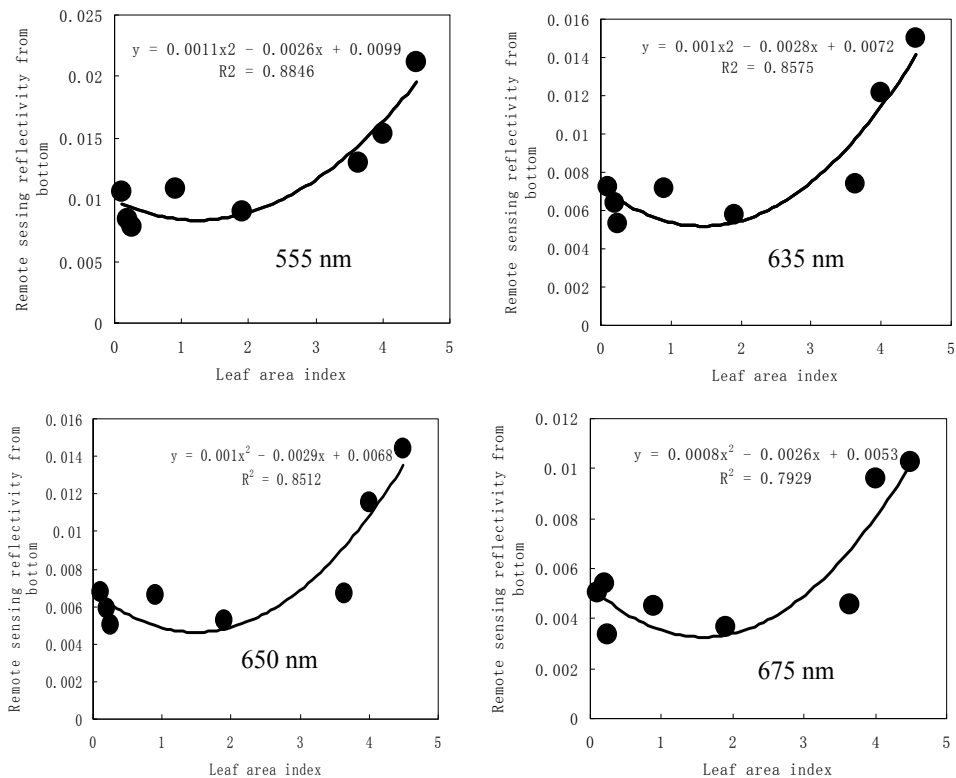 Remote sesing reflectivity from
bottom
0.025
0.02
0.015
0.01
0.005
0
y = 0.0011x2 - 0.0026x + 0.0099
R2 = 0.8846
555 nm
0 1 2 3 4 5
Leaf area index
Remote sensing reflectivity from
bottom
0.016
0.014
0.012
0.01
0.008
0.006
0.004
0.002
0
y = 0.001x2 - 0.0028x + 0.0072
R2 = 0.8575
635 nm
0 1 2 3 4 5
Leaf area index
Remote sensing reflectivity from
bottom
0.016
0.014
0.012
0.01
0.008
0.006
0.004
0.002
0
y = 0.001x² - 0.0029x + 0.0068
R² = 0.8512
650 nm
0 1 2 3 4 5
Leaf area index
Remote sensing reflectivity from
bottom
0.012
0.01
0.008
0.006
0.004
0.002
0
y = 0.0008x² - 0.0026x + 0.0053
R² = 0.7929
675 nm
0 1 2 3 4 5
Leaf area index